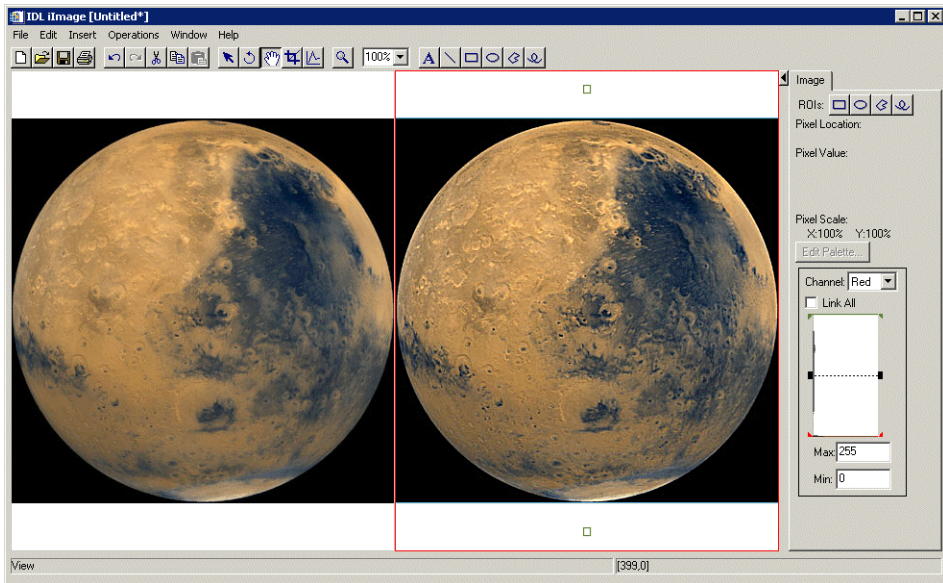 IDL iImage [Untitled*]
File Edit Insert Operations Window Help
100%
A
Image
ROIs:
Pixel Location:
Pixel Value:
Pixel Scale:
X:100% Y:100%
Edit Palette...
Channel: Red
Link All
Max: 255
Min: 0
View
[399,0]